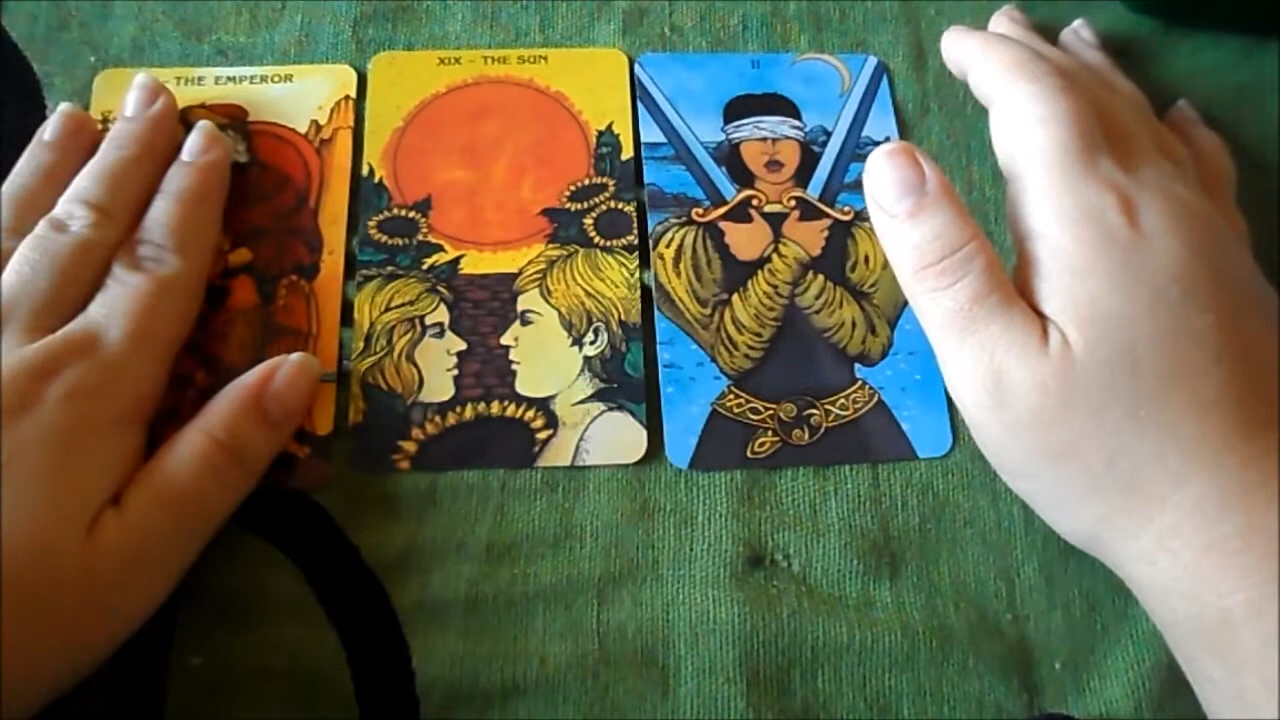 - THE EMPEROR
XIX - THE SUN
II